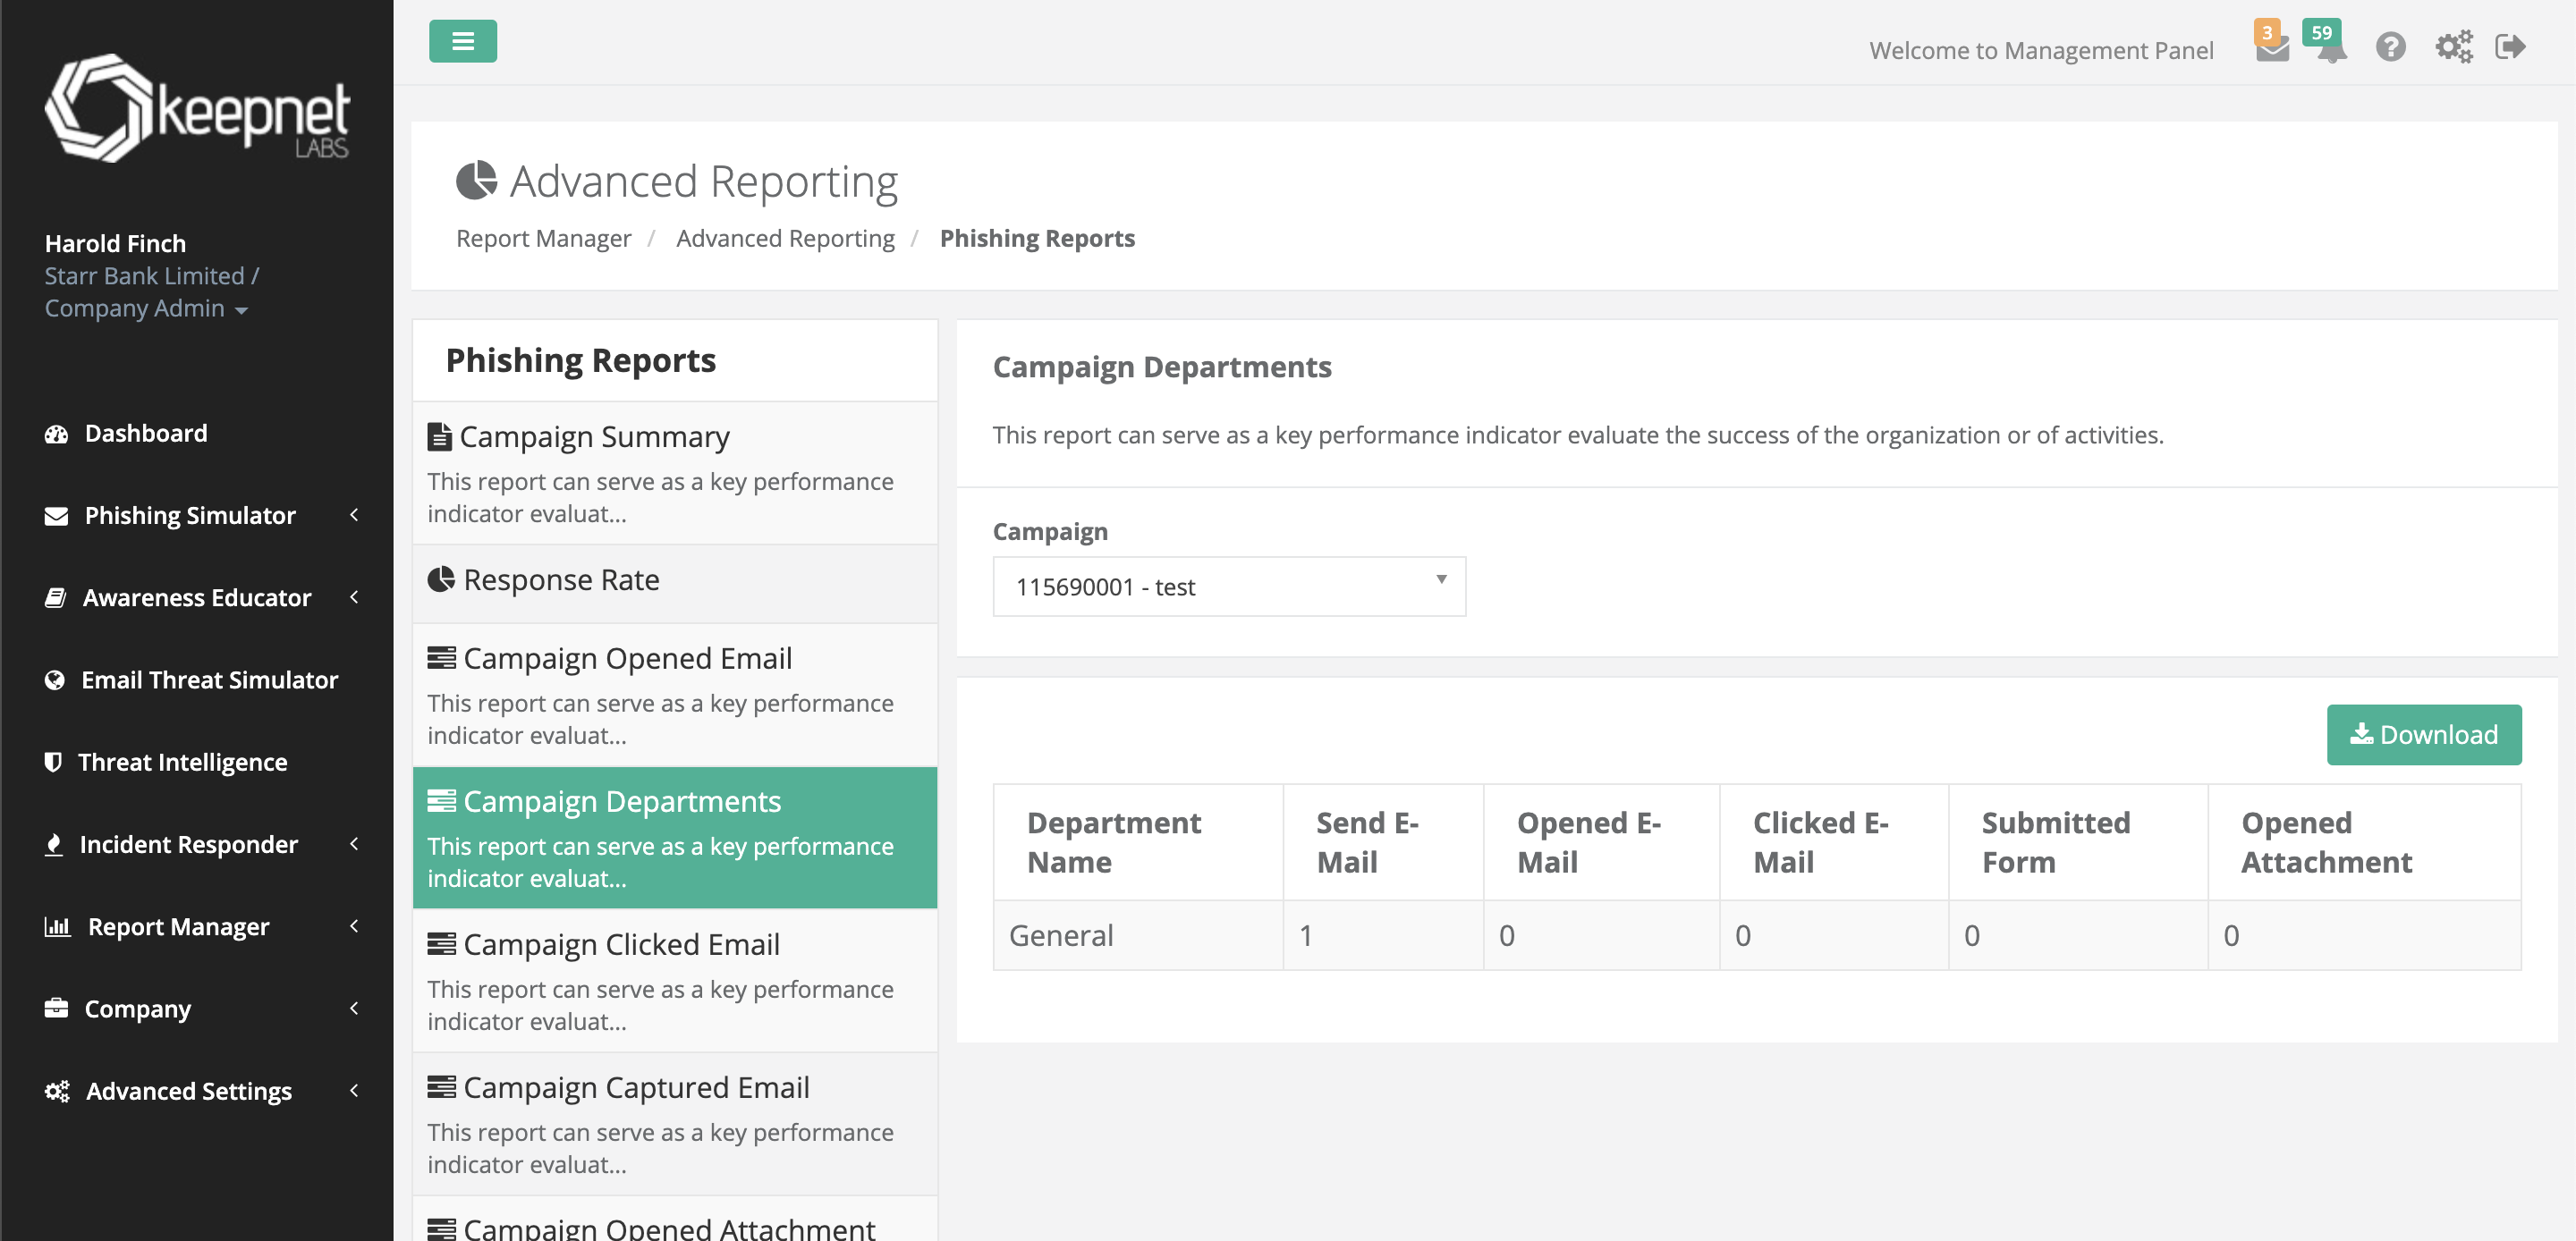 keepnet
LABS
Harold Finch
Starr Bank Limited /
Company Admin
Dashboard
Phishing Simulator
Awareness Educator
Email Threat Simulator
Threat Intelligence
Incident Responder
Report Manager
Company
Advanced Settings
Welcome to Management Panel
3
59
Advanced Reporting
Report Manager / Advanced Reporting / Phishing Reports
Phishing Reports
Campaign Summary
This report can serve as a key performance
indicator evaluat...
Response Rate
Campaign Opened Email
This report can serve as a key performance
indicator evaluat...
Campaign Departments
This report can serve as a key performance
indicator evaluat...
Campaign Clicked Email
This report can serve as a key performance
indicator evaluat...
Campaign Captured Email
This report can serve as a key performance
indicator evaluat...
Campaign Opened Attachment
Campaign Departments
This report can serve as a key performance indicator evaluate the success of the organization or of activities.
Campaign
115690001 - test
Download
Department Name Send E-Mail Opened E-Mail Clicked E-Mail Submitted Form Opened Attachment
General 1 0 0 0 0